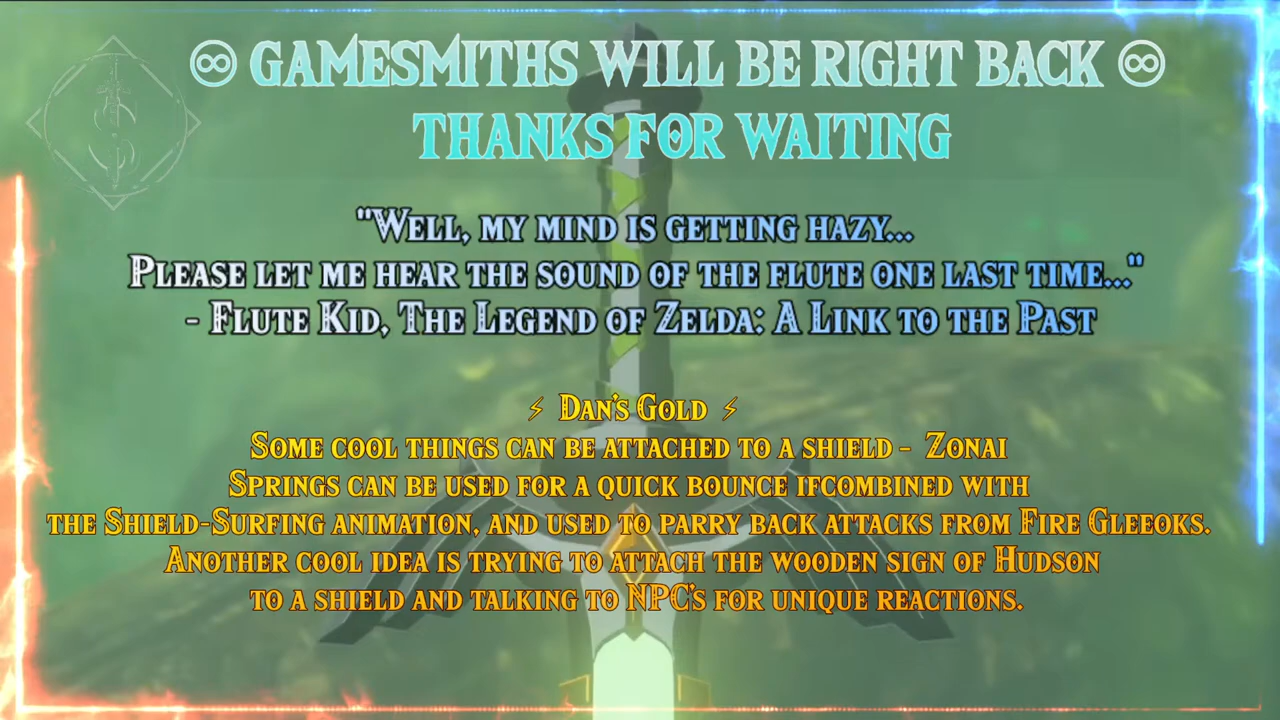 ♾ GAMESMITHS WILL BE RIGHT BACK ♾
THANKS FOR WAITING
"WELL, MY MIND IS GETTING HAZY...
PLEASE LET ME HEAR THE SOUND OF THE FLUTE ONE LAST TIME..."
- FLUTE KID, THE LEGEND OF ZELDA: A LINK TO THE PAST
⚡ DAN'S GOLD ⚡
SOME COOL THINGS CAN BE ATTACHED TO A SHIELD - ZONAI
SPRINGS CAN BE USED FOR A QUICK BOUNCE IFCOMBINED WITH
THE SHIELD-SURFING ANIMATION, AND USED TO PARRY BACK ATTACKS FROM FIRE GLEEOKS.
ANOTHER COOL IDEA IS TRYING TO ATTACH THE WOODEN SIGN OF HUDSON
TO A SHIELD AND TALKING TO NPC'S FOR UNIQUE REACTIONS.